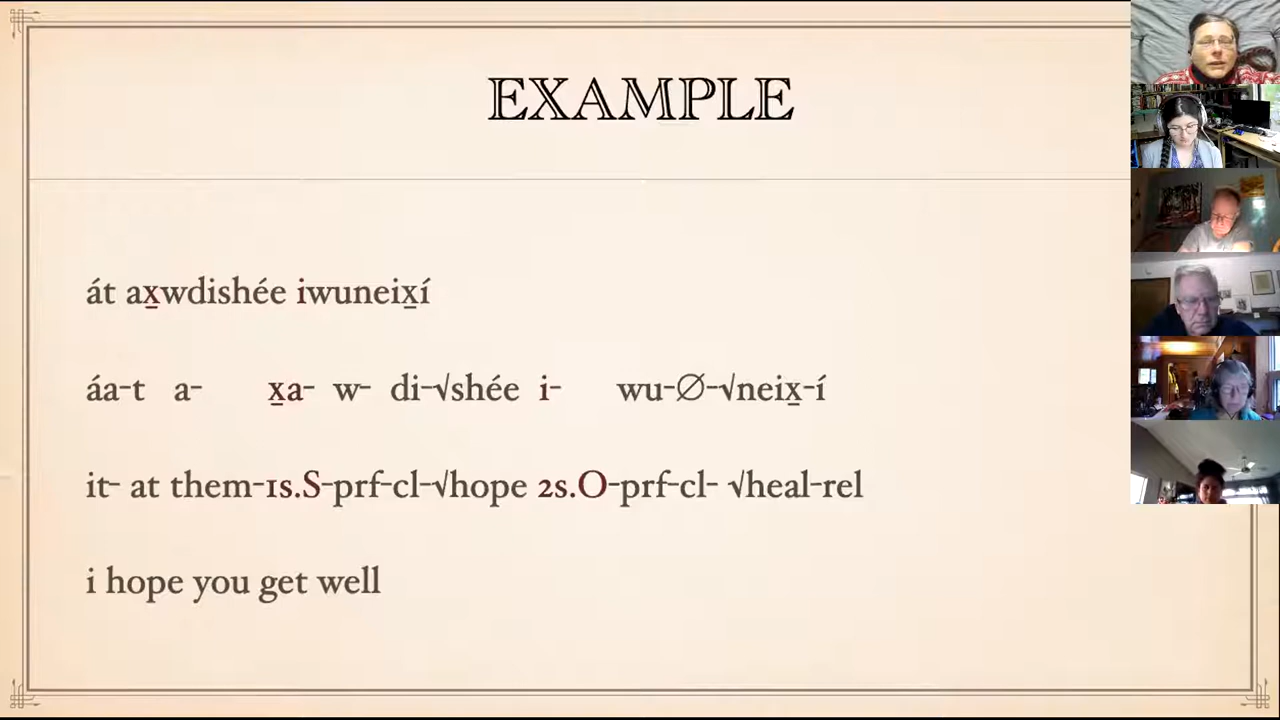 EXAMPLE
át ax̱wdishée iwuneix̱í
áa-t a- x̱a- w- di-√shée i- wu-∅-√neix̱-í
it- at them-1s.S-prf-cl-√hope 2s.O-prf-cl- √heal-rel
i hope you get well